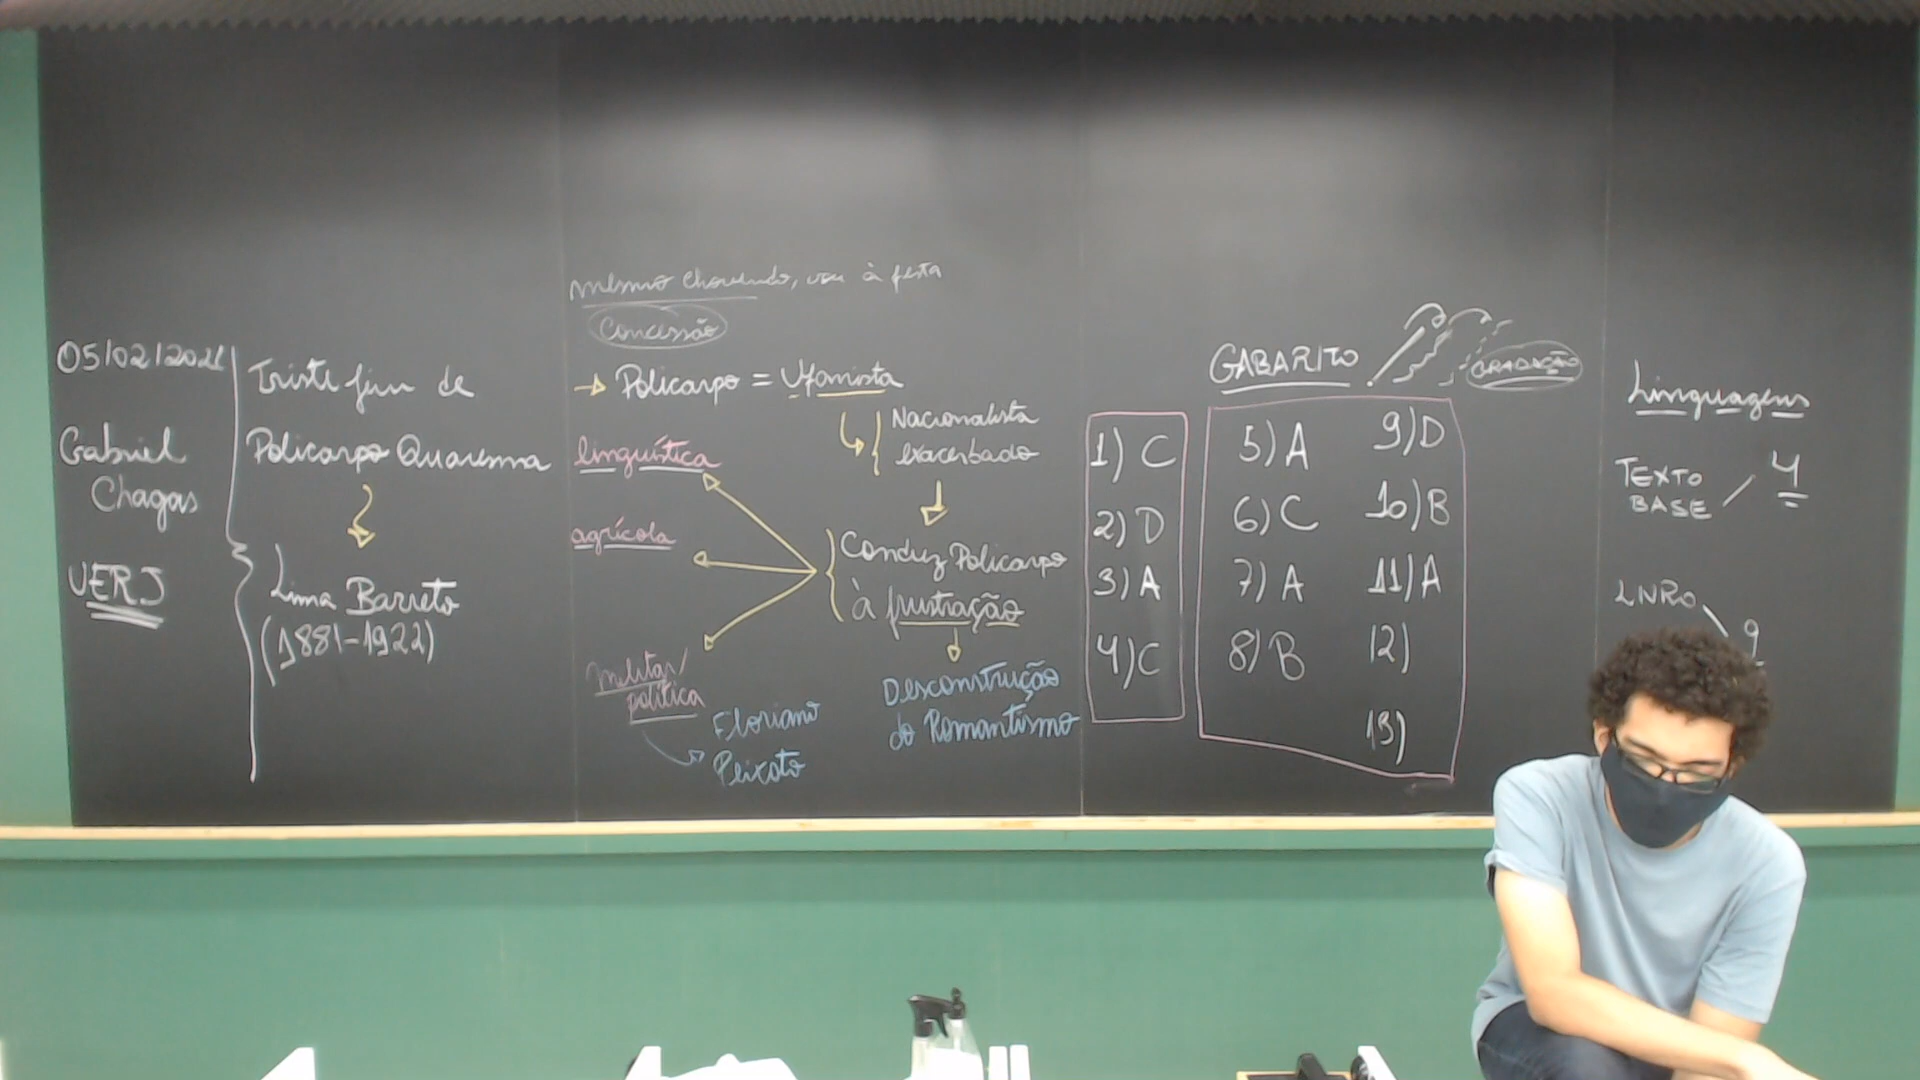 05/02/2021
Gabriel
Chagas
UERJ
Triste fim de
Policarpo Quaresma
Lima Barreto
(1881-1922)
mesmo chovendo, vou à festa
Concessão
→ Policarpo = Ufanista
Nacionalista
exacerbado
Conduz Policarpo
à frustração
Desconstrução
do Romantismo
linguística
agrícola
militar/
política
Floriano
Peixoto
GABARITO
GRADAÇÃO
1) C
2) D
3) A
4) C
5) A
6) C
7) A
8) B
9) D
10) B
11) A
12)
13)
Linguagens
TEXTO
BASE
4
LIVRO
9